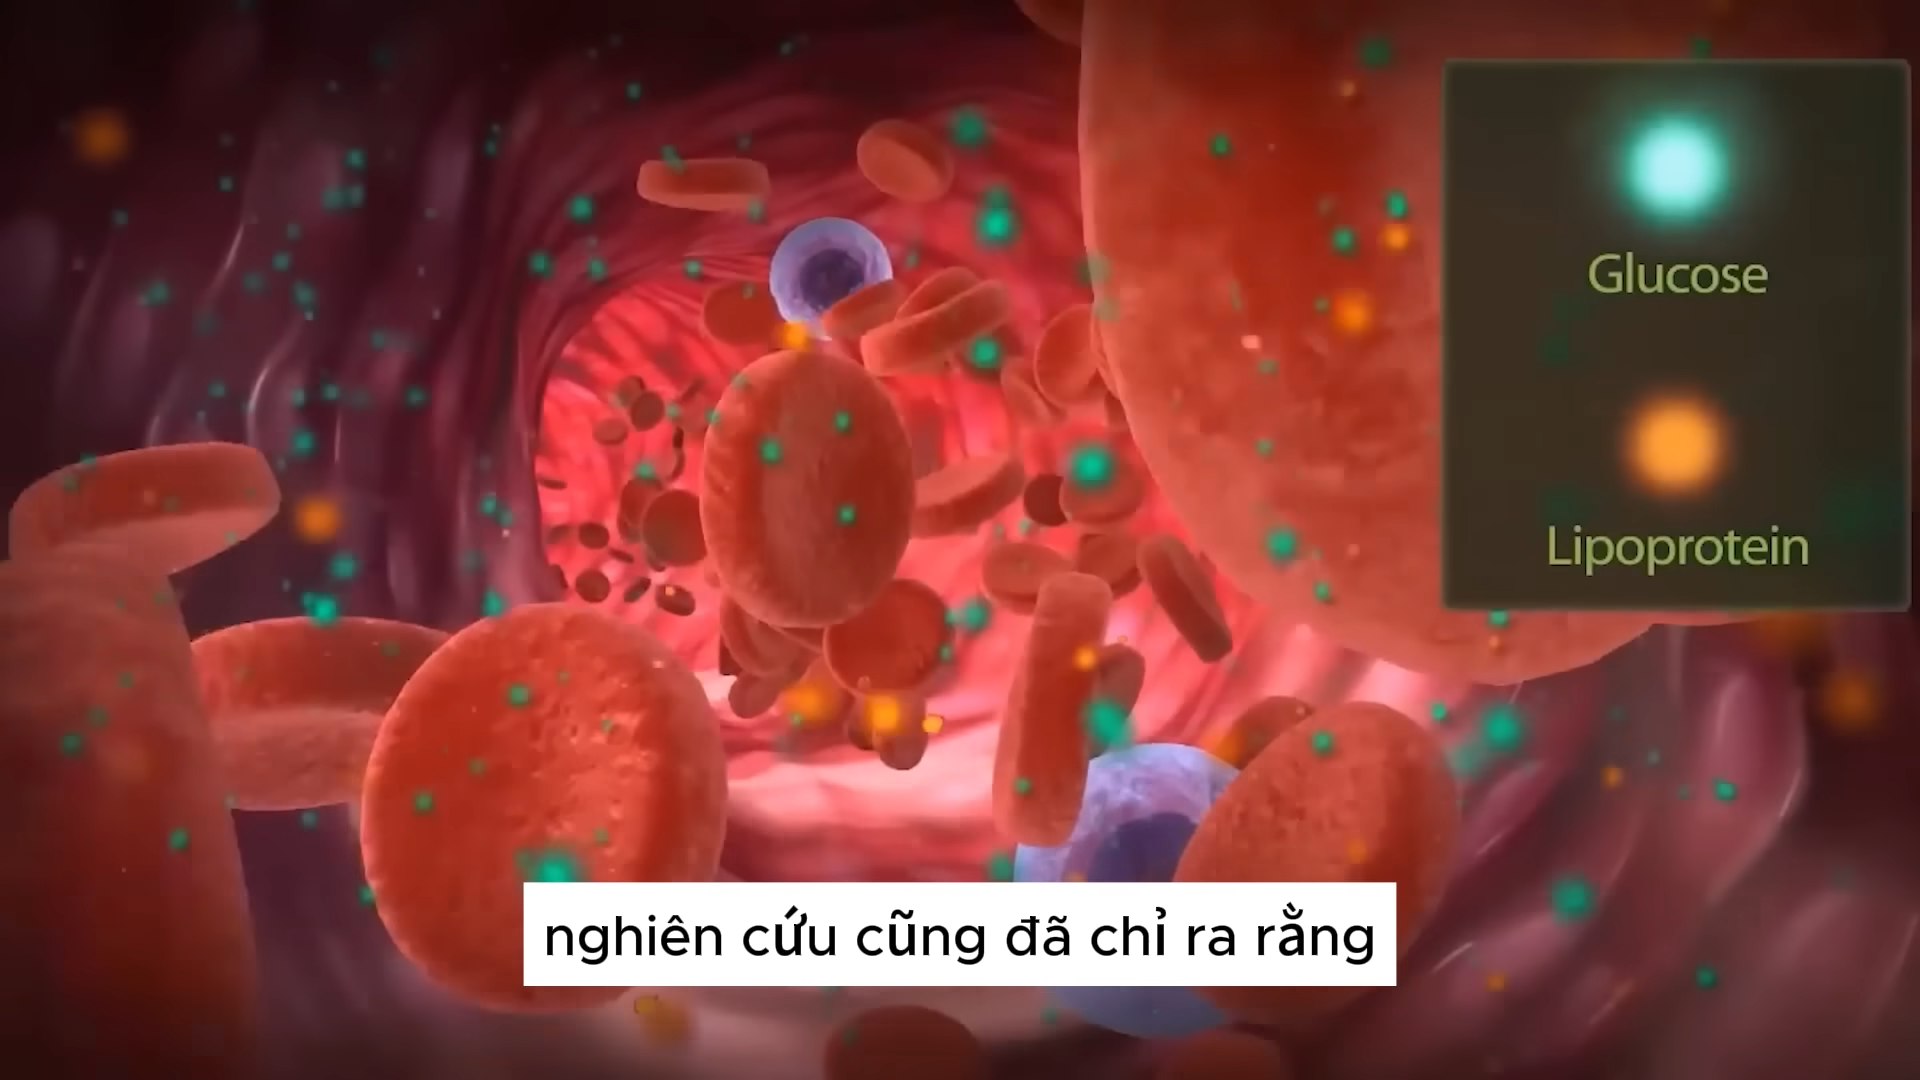 Glucose
Lipoprotein
nghiên cứu cũng đã chỉ ra rằng